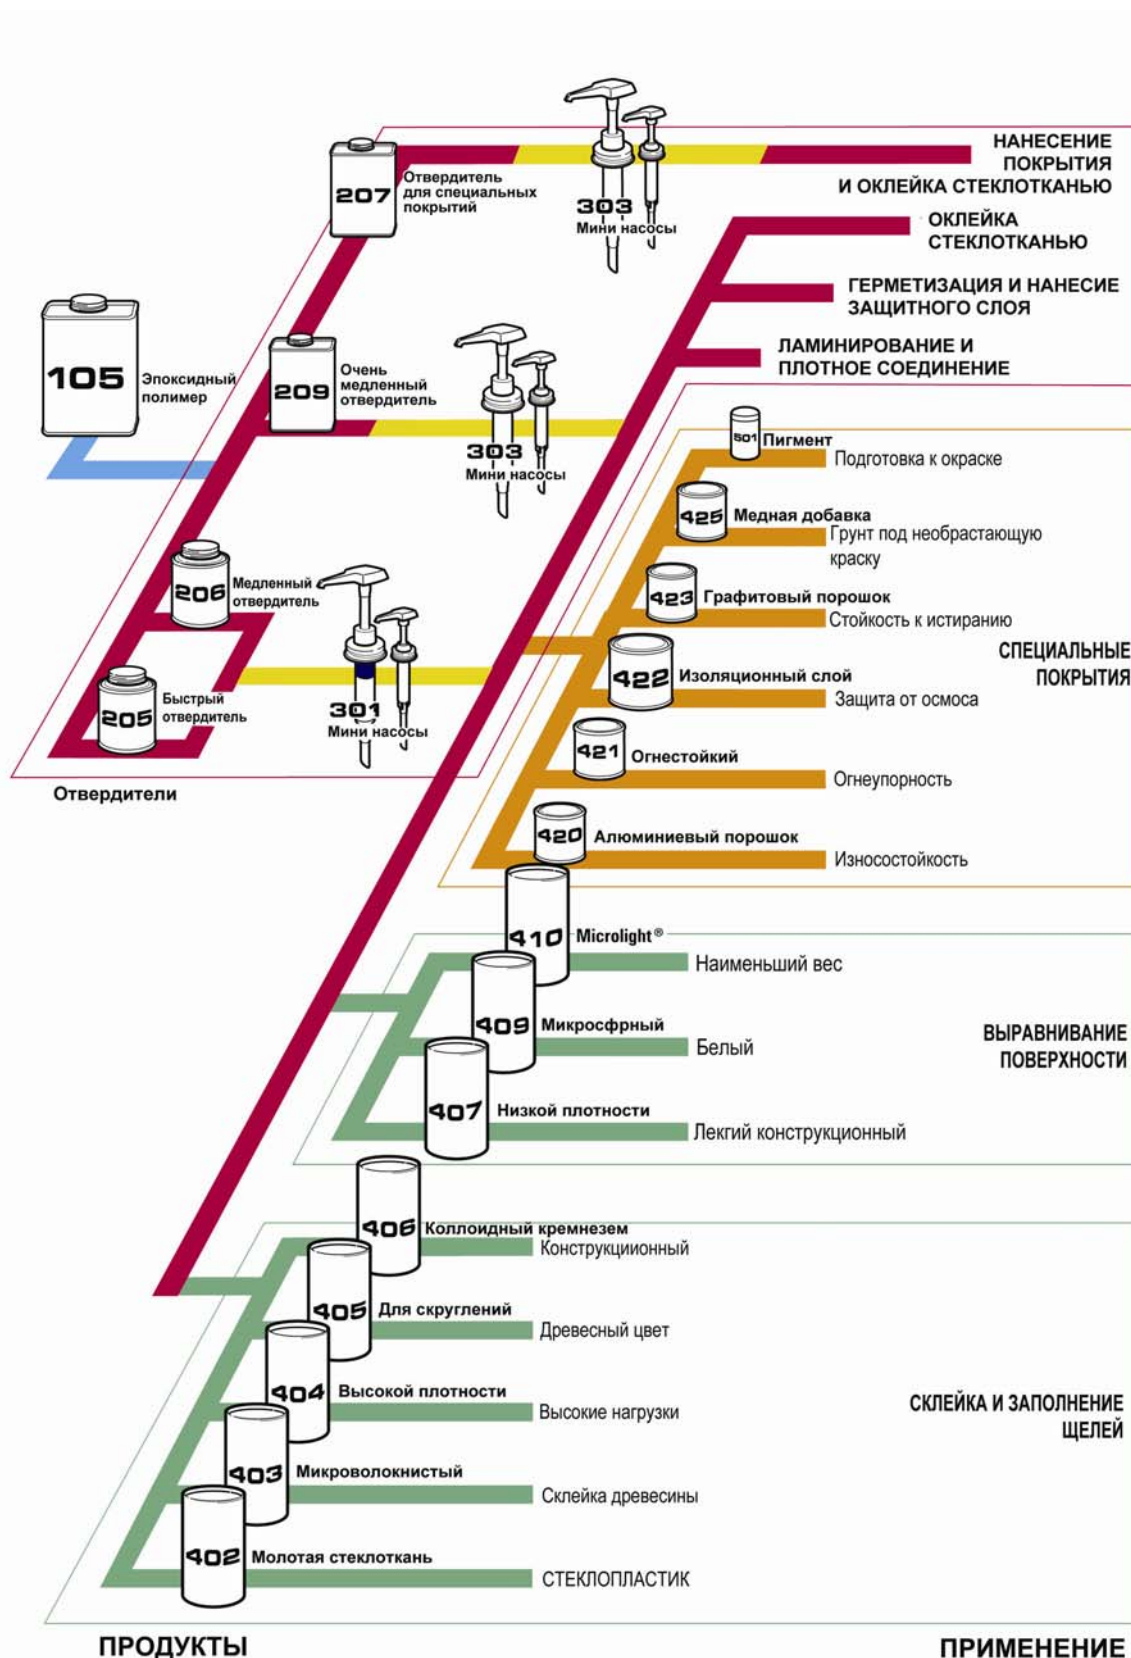 НАНЕСЕНИЕ
ПОКРЫТИЯ
И ОКЛЕЙКА СТЕКЛОТКАНЬЮ
207
Отвердитель
для специальных
покрытий
303
Мини насосы
ОКЛЕЙКА
СТЕКЛОТКАНЬЮ
ГЕРМЕТИЗАЦИЯ И НАНЕСИЕ
ЗАЩИТНОГО СЛОЯ
ЛАМИНИРОВАНИЕ И
ПЛОТНОЕ СОЕДИНЕНИЕ
105
Эпоксидный
полимер
209
Очень
медленный
отвердитель
303
Мини насосы
206
Медленный
отвердитель
205
Быстрый
отвердитель
301
Мини насосы
Отвердители
501
Пигмент
Подготовка к окраске
425
Медная добавка
Грунт под необрастающую
краску
423
Графитовый порошок
Стойкость к истиранию
422
Изоляционный слой
Защита от осмоса
421
Огнестойкий
Огнеупорность
420
Алюминиевый порошок
Износостойкость
СПЕЦИАЛЬНЫЕ
ПОКРЫТИЯ
410
Microlight®
Наименьший вес
409
Микросфрный
Белый
407
Низкой плотности
Лекгий конструкционный
ВЫРАВНИВАНИЕ
ПОВЕРХНОСТИ
406
Коллоидный кремнезем
Конструкциионный
405
Для скруглений
Древесный цвет
404
Высокой плотности
Высокие нагрузки
403
Микроволокнистый
Склейка древесины
402
Молотая стеклоткань
СТЕКЛОПЛАСТИК
СКЛЕЙКА И ЗАПОЛНЕНИЕ
ЩЕЛЕЙ
ПРОДУКТЫ
ПРИМЕНЕНИЕ